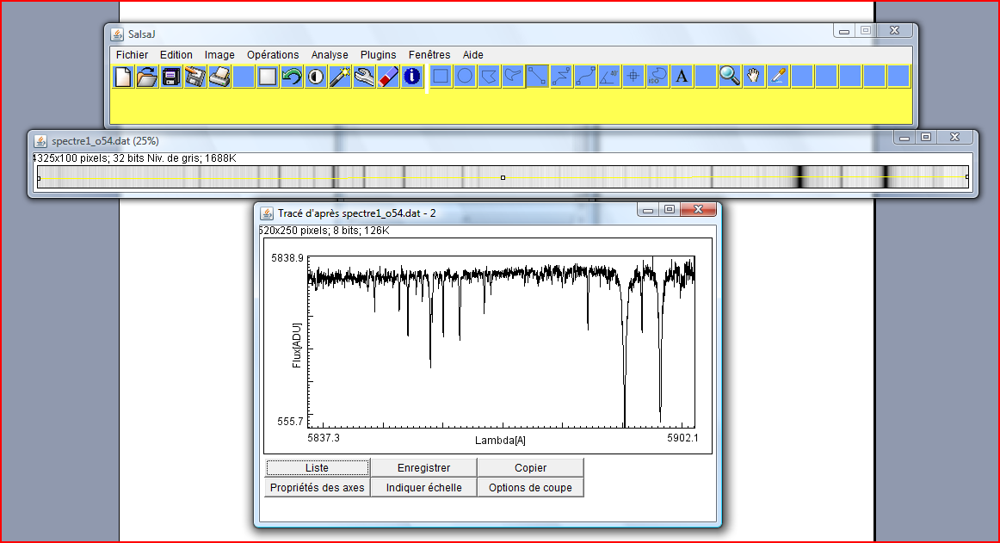 SalsaJ
Fichier Edition Image Opérations Analyse Plugins Fenêtres Aide
A
spectre1_o54.dat (25%)
4325x100 pixels; 32 bits Niv. de gris; 1688K
Tracé d'après spectre1_o54.dat - 2
520x250 pixels; 8 bits; 126K
5838.9
Flux[ADU]
555.7
5837.3 Lambda[A] 5902.1
Liste Enregistrer Copier
Propriétés des axes Indiquer échelle Options de coupe